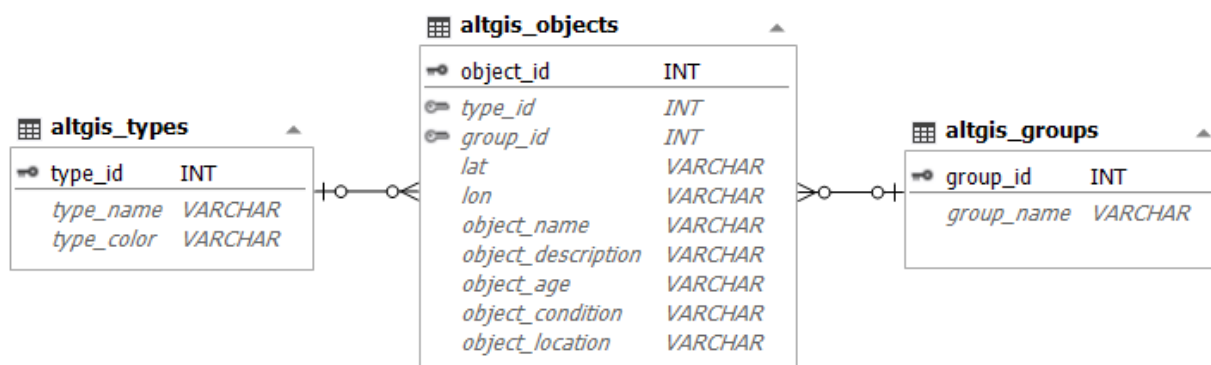 altgis_objects
object_id INT
type_id INT
group_id INT
lat VARCHAR
lon VARCHAR
object_name VARCHAR
object_description VARCHAR
object_age VARCHAR
object_condition VARCHAR
object_location VARCHAR
altgis_types
type_id INT
type_name VARCHAR
type_color VARCHAR
altgis_groups
group_id INT
group_name VARCHAR